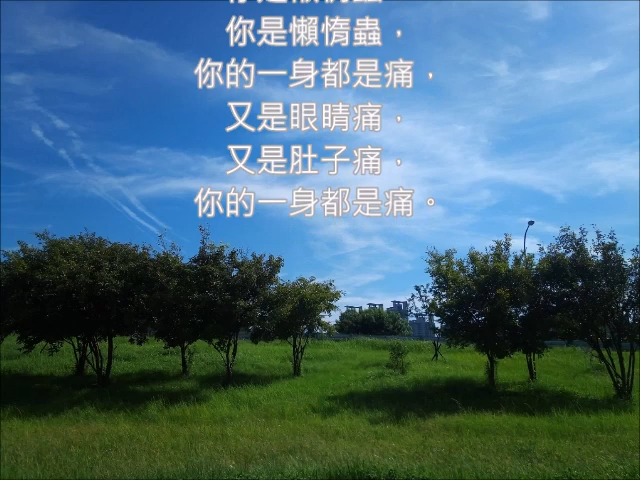 你是懶惰蟲，
你的一身都是痛，
又是眼睛痛，
又是肚子痛，
你的一身都是痛。